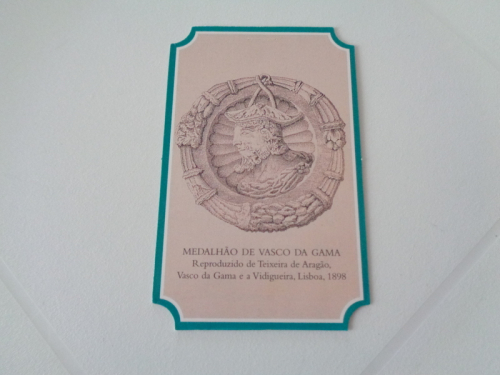 MEDALHÃO DE VASCO DA GAMA
Reproduzido de Teixeira de Aragão,
Vasco da Gama e a Vidigueira, Lisboa, 1898